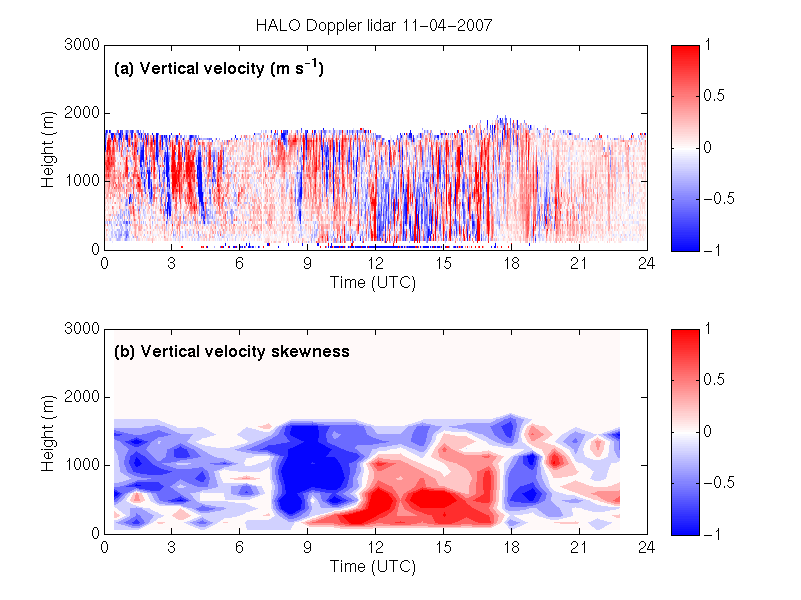 HALO Doppler lidar 11−04−2007
(a) Vertical velocity (m s⁻¹)
Height (m)
3000
2000
1000
0
0 3 6 9 12 15 18 21 24
Time (UTC)
1
0.5
0
−0.5
−1
(b) Vertical velocity skewness
Height (m)
3000
2000
1000
0
0 3 6 9 12 15 18 21 24
Time (UTC)
1
0.5
0
−0.5
−1